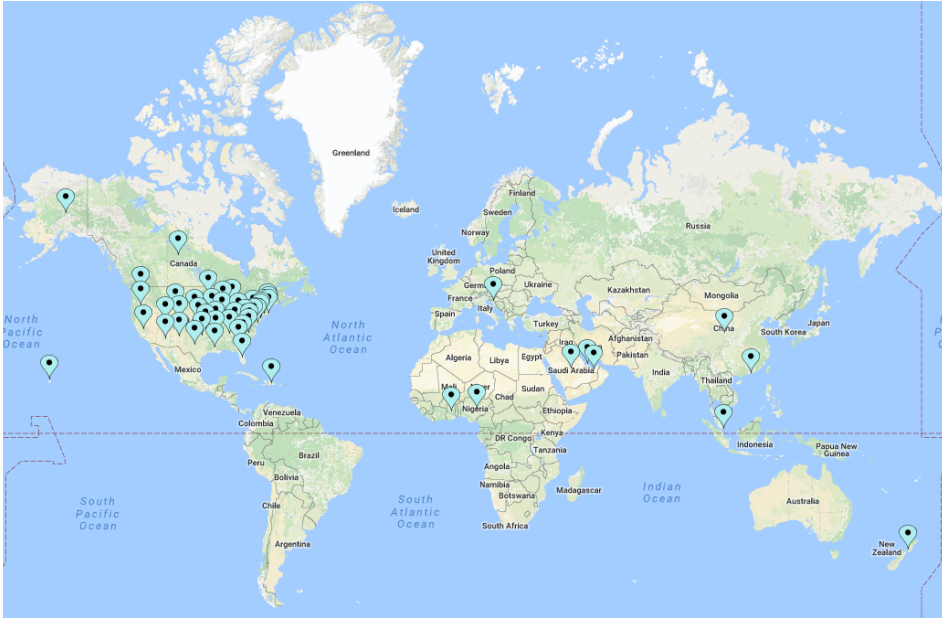 Greenland
Iceland
Finland
Sweden
Norway
Russia
Canada
United
Kingdom
Poland
Germ
Ukraine
France
Kazakhstan
Mongolia
Italy
Spain
Turkey
China
South Korea
Japan
North
Pacific
Ocean
North
Atlantic
Ocean
Iraq
Afghanistan
Pakistan
Algeria
Libya
Egypt
Saudi Arabia
India
Mexico
Mali
Chad
Sudan
Thailand
Nigeria
Ethiopia
Venezuela
Colombia
DR Congo
Kenya
Tanzania
Indonesia
Papua New
Guinea
Peru
Brazil
Bolivia
Angola
Namibia
Botswana
Madagascar
South
Pacific
Ocean
South
Atlantic
Ocean
Indian
Ocean
Australia
Chile
South Africa
Argentina
New
Zealand